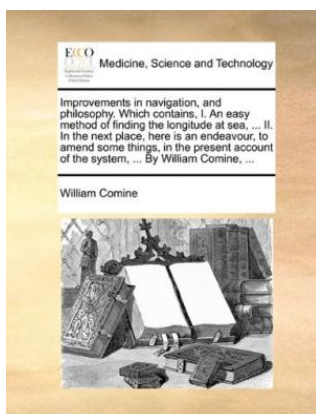 ECCO
Medicine, Science and Technology
Improvements in navigation, and
philosophy. Which contains, I. An easy
method of finding the longitude at sea, ... II.
In the next place, here is an endeavour, to
amend some things, in the present account
of the system, ... By William Comine, ...
William Comine